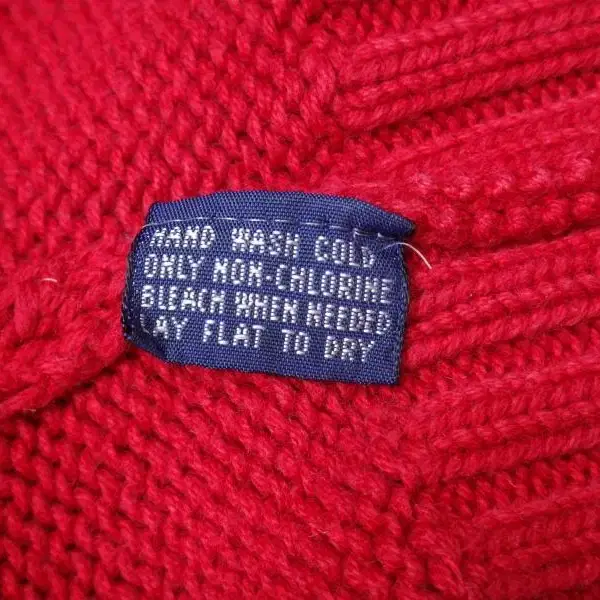 HAND WASH COLD
ONLY NON-CHLORINE
BLEACH WHEN NEEDED
LAY FLAT TO DRY